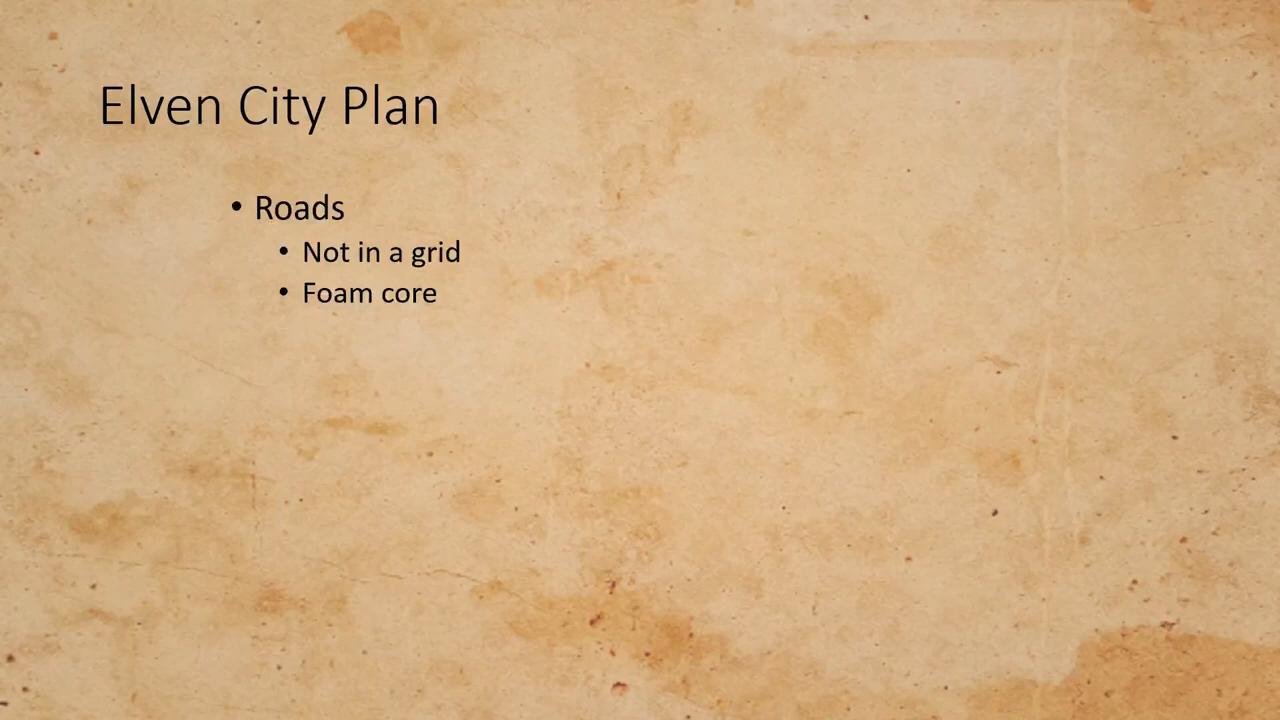 Elven City Plan
• Roads
• Not in a grid
• Foam core